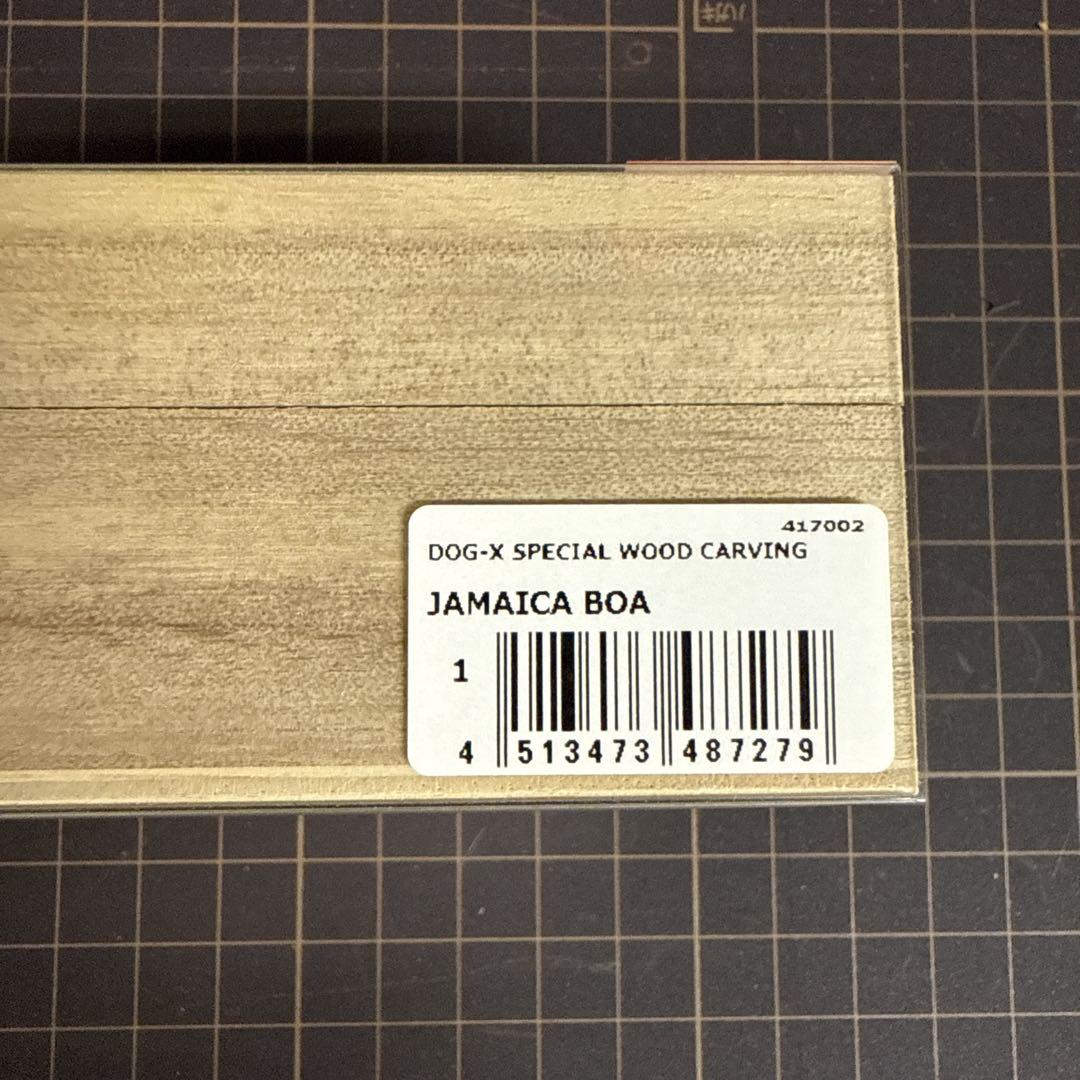 417002
DOG-X SPECIAL WOOD CARVING
JAMAICA BOA
1
4 513473 487279